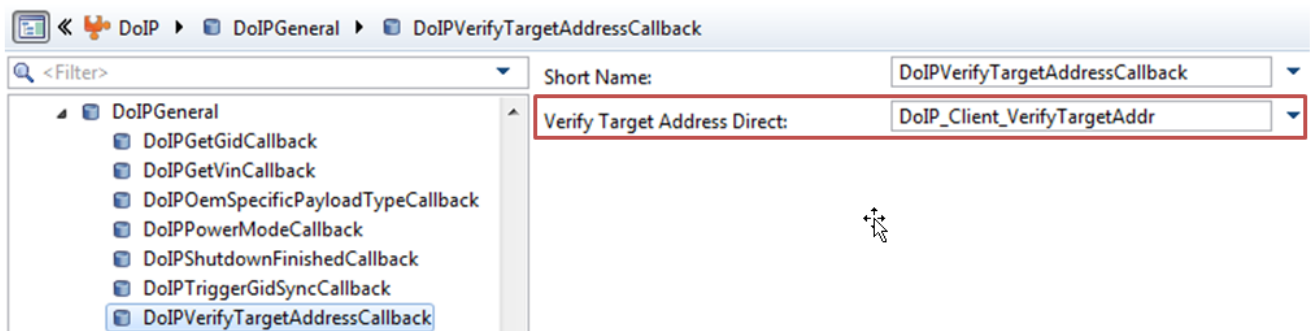 DoIP DoIPGeneral DoIPVerifyTargetAddressCallback
<Filter>
DoIPGeneral
DoIPGetGidCallback
DoIPGetVinCallback
DoIPOemSpecificPayloadTypeCallback
DoIPPowerModeCallback
DoIPShutdownFinishedCallback
DoIPTriggerGidSyncCallback
DoIPVerifyTargetAddressCallback
Short Name: DoIPVerifyTargetAddressCallback
Verify Target Address Direct: DoIP_Client_VerifyTargetAddr